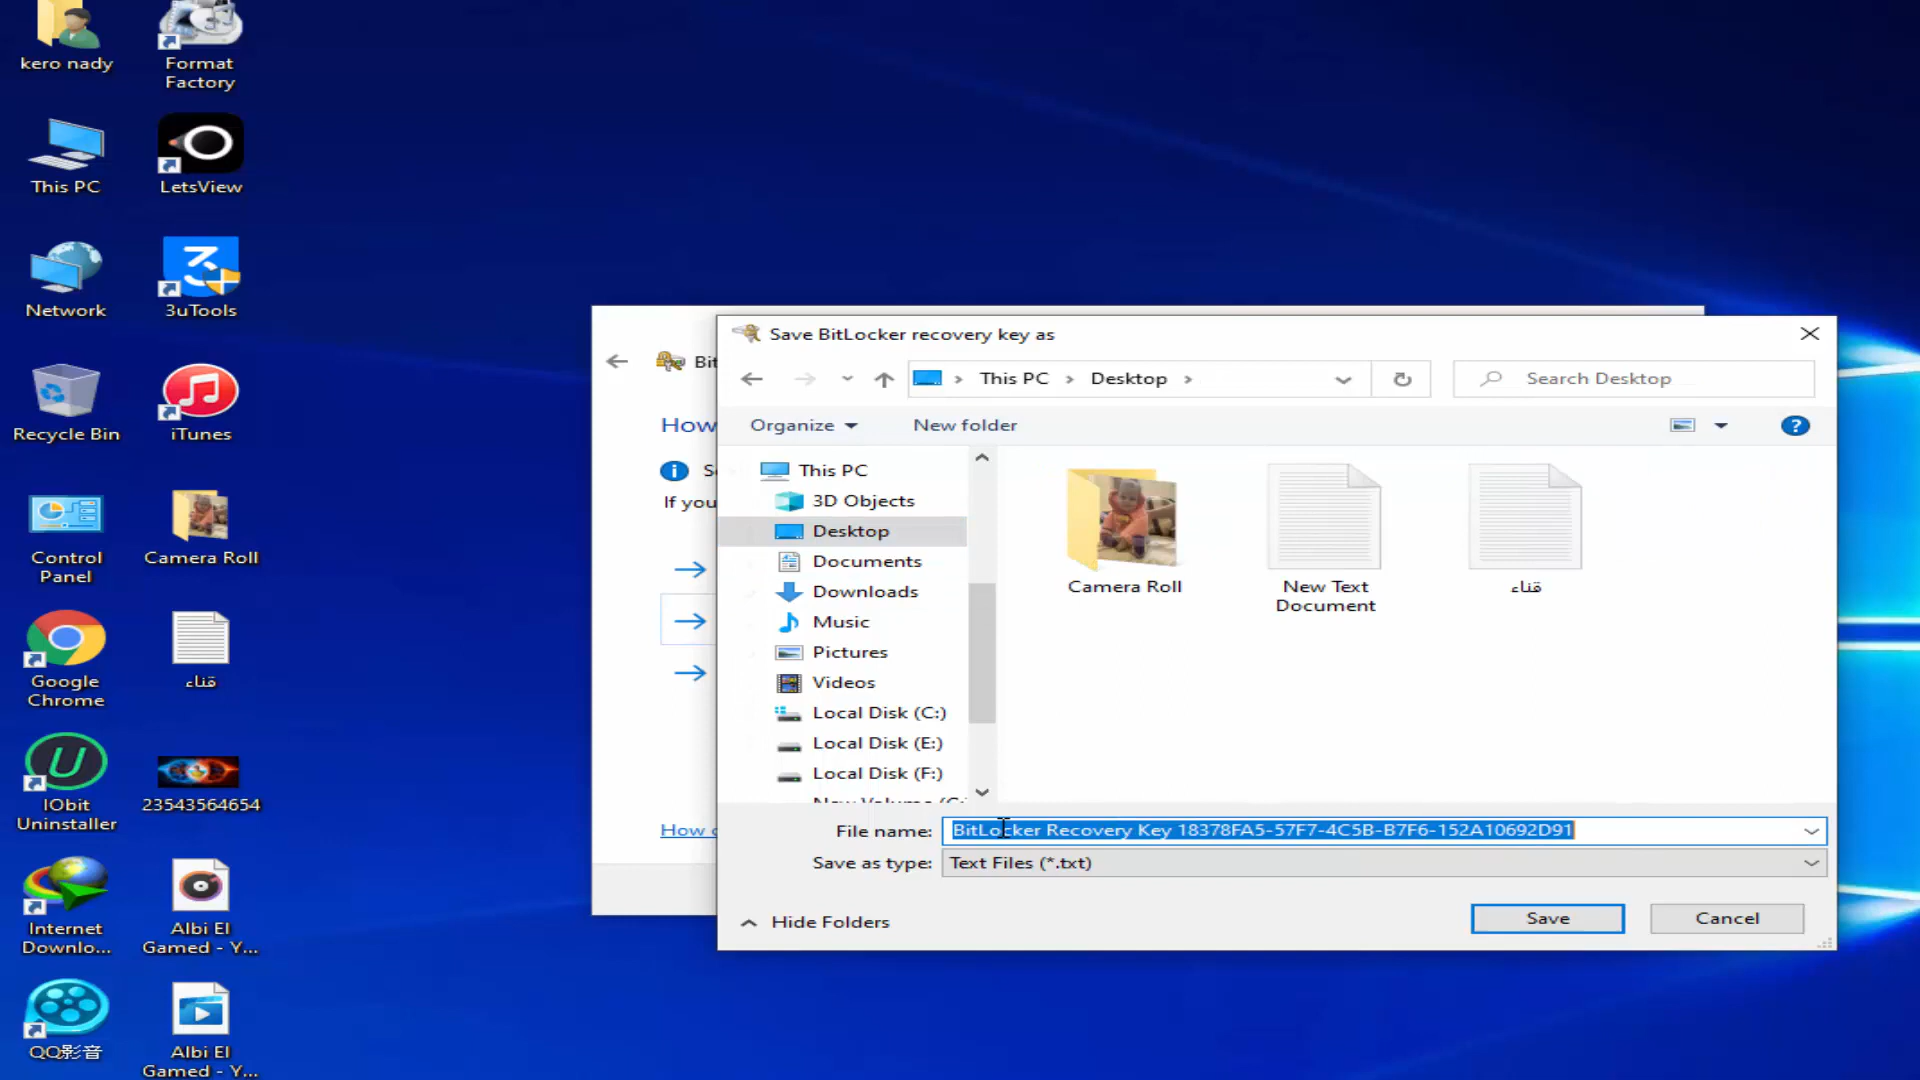 kero nady
Format
Factory
This PC
LetsView
Network
3uTools
Recycle Bin
iTunes
Control
Panel
Camera Roll
Google
Chrome
قناء
IObit
Uninstaller
23543564654
Internet
Downlo...
Albi El
Gamed - Y...
QQ影音
Albi El
Gamed - Y...
Bit
How
If you
How
Save BitLocker recovery key as
This PC
Desktop
Search Desktop
Organize
New folder
This PC
3D Objects
Desktop
Documents
Downloads
Music
Pictures
Videos
Local Disk (C:)
Local Disk (E:)
Local Disk (F:)
Camera Roll
New Text
Document
قناء
File name:
BitLocker Recovery Key 18378FA5-57F7-4C5B-B7F6-152A10692D91
Save as type:
Text Files (*.txt)
Hide Folders
Save
Cancel